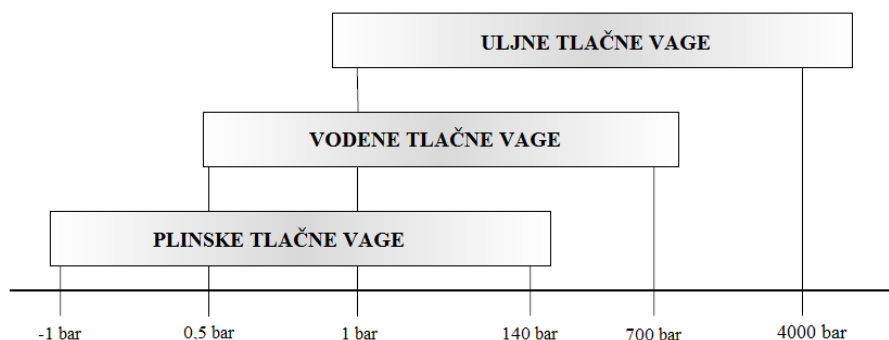 ULJNE TLAČNE VAGE
VODENE TLAČNE VAGE
PLINSKE TLAČNE VAGE
-1 bar 0,5 bar 1 bar 140 bar 700 bar 4000 bar